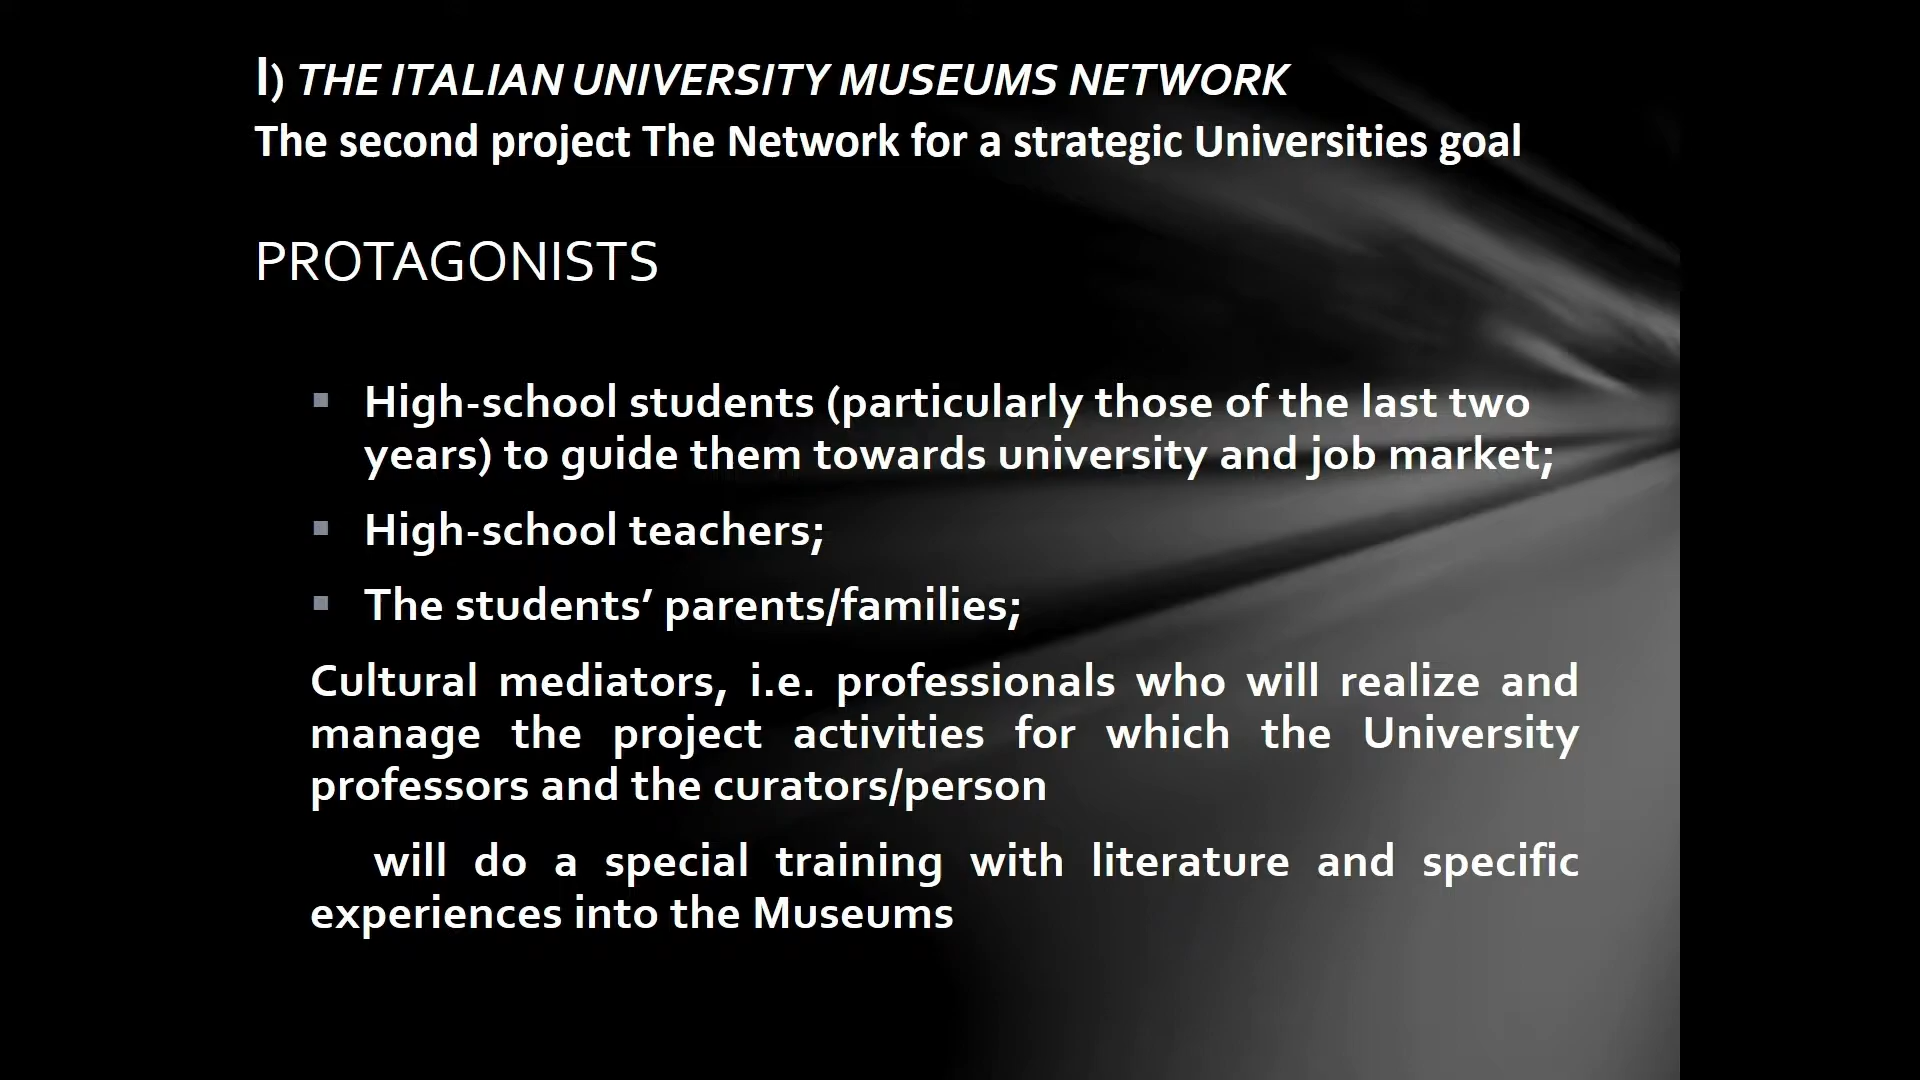 I) THE ITALIAN UNIVERSITY MUSEUMS NETWORK
The second project The Network for a strategic Universities goal
PROTAGONISTS
▪ High-school students (particularly those of the last two
years) to guide them towards university and job market;
▪ High-school teachers;
▪ The students’ parents/families;
Cultural mediators, i.e. professionals who will realize and
manage the project activities for which the University
professors and the curators/person
will do a special training with literature and specific
experiences into the Museums